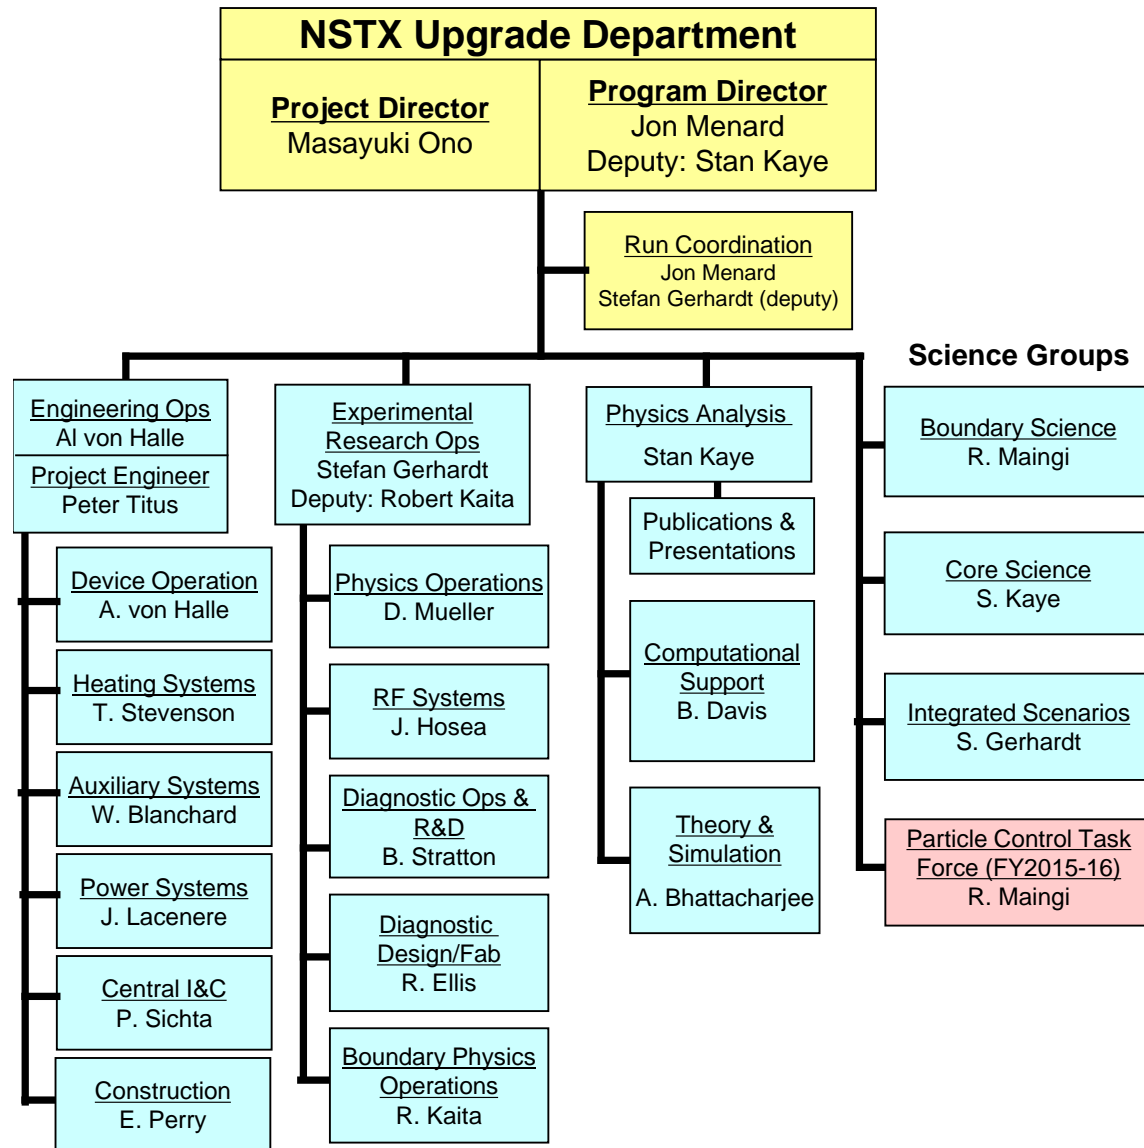 NSTX Upgrade Department
Project Director
Masayuki Ono
Program Director
Jon Menard
Deputy: Stan Kaye
Run Coordination
Jon Menard
Stefan Gerhardt (deputy)
Engineering Ops
Al von Halle
Project Engineer
Peter Titus
Device Operation
A. von Halle
Heating Systems
T. Stevenson
Auxiliary Systems
W. Blanchard
Power Systems
J. Lacenere
Central I&C
P. Sichta
Construction
E. Perry
Experimental
Research Ops
Stefan Gerhardt
Deputy: Robert Kaita
Physics Operations
D. Mueller
RF Systems
J. Hosea
Diagnostic Ops &
R&D
B. Stratton
Diagnostic
Design/Fab
R. Ellis
Boundary Physics
Operations
R. Kaita
Physics Analysis
Stan Kaye
Publications &
Presentations
Computational
Support
B. Davis
Theory &
Simulation
A. Bhattacharjee
Science Groups
Boundary Science
R. Maingi
Core Science
S. Kaye
Integrated Scenarios
S. Gerhardt
Particle Control Task
Force (FY2015-16)
R. Maingi